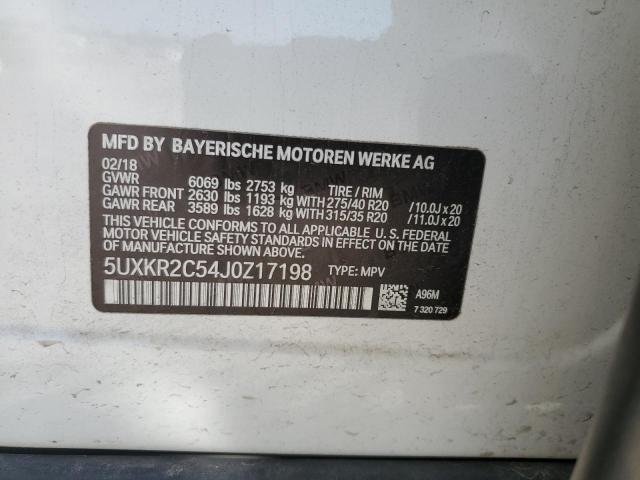 MFD BY BAYERISCHE MOTOREN WERKE AG
02/18
GVWR 6069 lbs 2753 kg TIRE / RIM
GAWR FRONT 2630 lbs 1193 kg WITH 275/40 R20 /10.0J x 20
GAWR REAR 3589 lbs 1628 kg WITH 315/35 R20 /11.0J x 20
THIS VEHICLE CONFORMS TO ALL APPLICABLE U.S. FEDERAL
MOTOR VEHICLE SAFETY STANDARDS IN EFFECT ON THE DATE OF
MANUFACTURE SHOWN ABOVE.
5UXKR2C54J0Z17198 TYPE: MPV
A96M
7 320 729